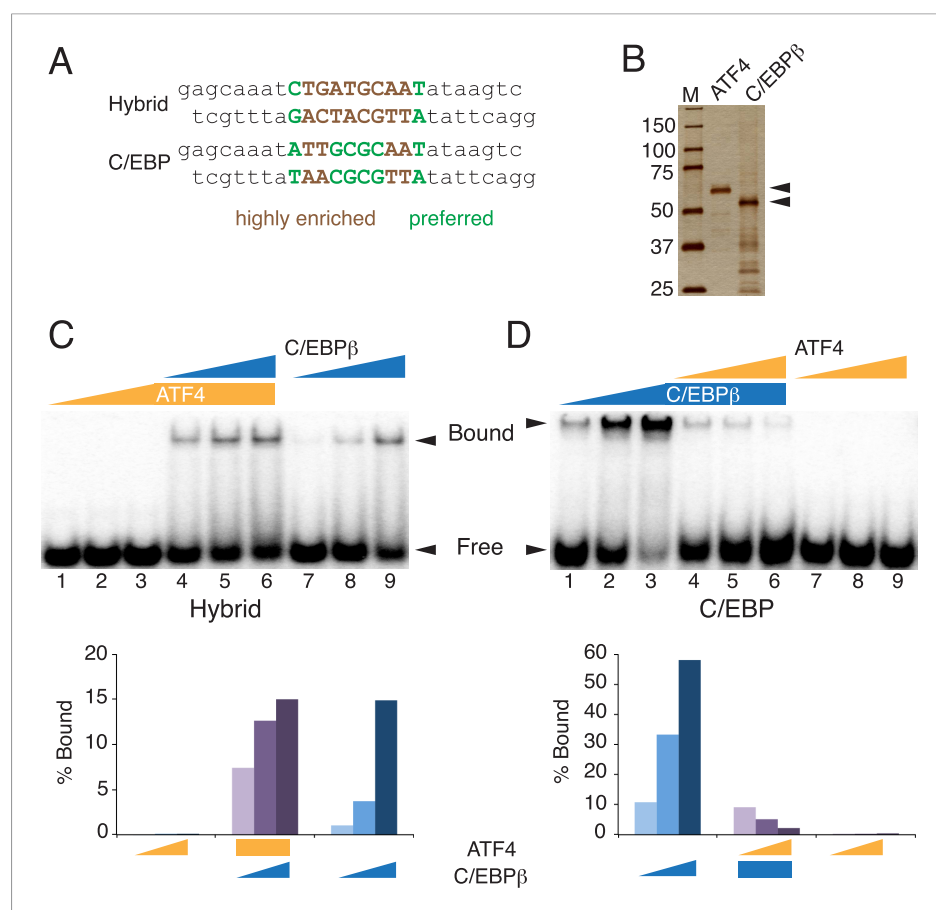 A
Hybrid
gagcaaatCTGATGCAATataagtc
tcgtttaGACTACGTTAtattcagg
C/EBP
gagcaaatATTGCGCAATataagtc
tcgtttaTAACGCGTTAtattcagg
highly enriched preferred
B
M ATF4 C/EBPβ
150
100
75
50
37
25
C
C/EBPβ
ATF4
Bound
Free
1 2 3 4 5 6 7 8 9
Hybrid
D
ATF4
C/EBPβ
1 2 3 4 5 6 7 8 9
C/EBP
% Bound
20
15
10
5
0
% Bound
60
50
40
30
20
10
0
ATF4
C/EBPβ